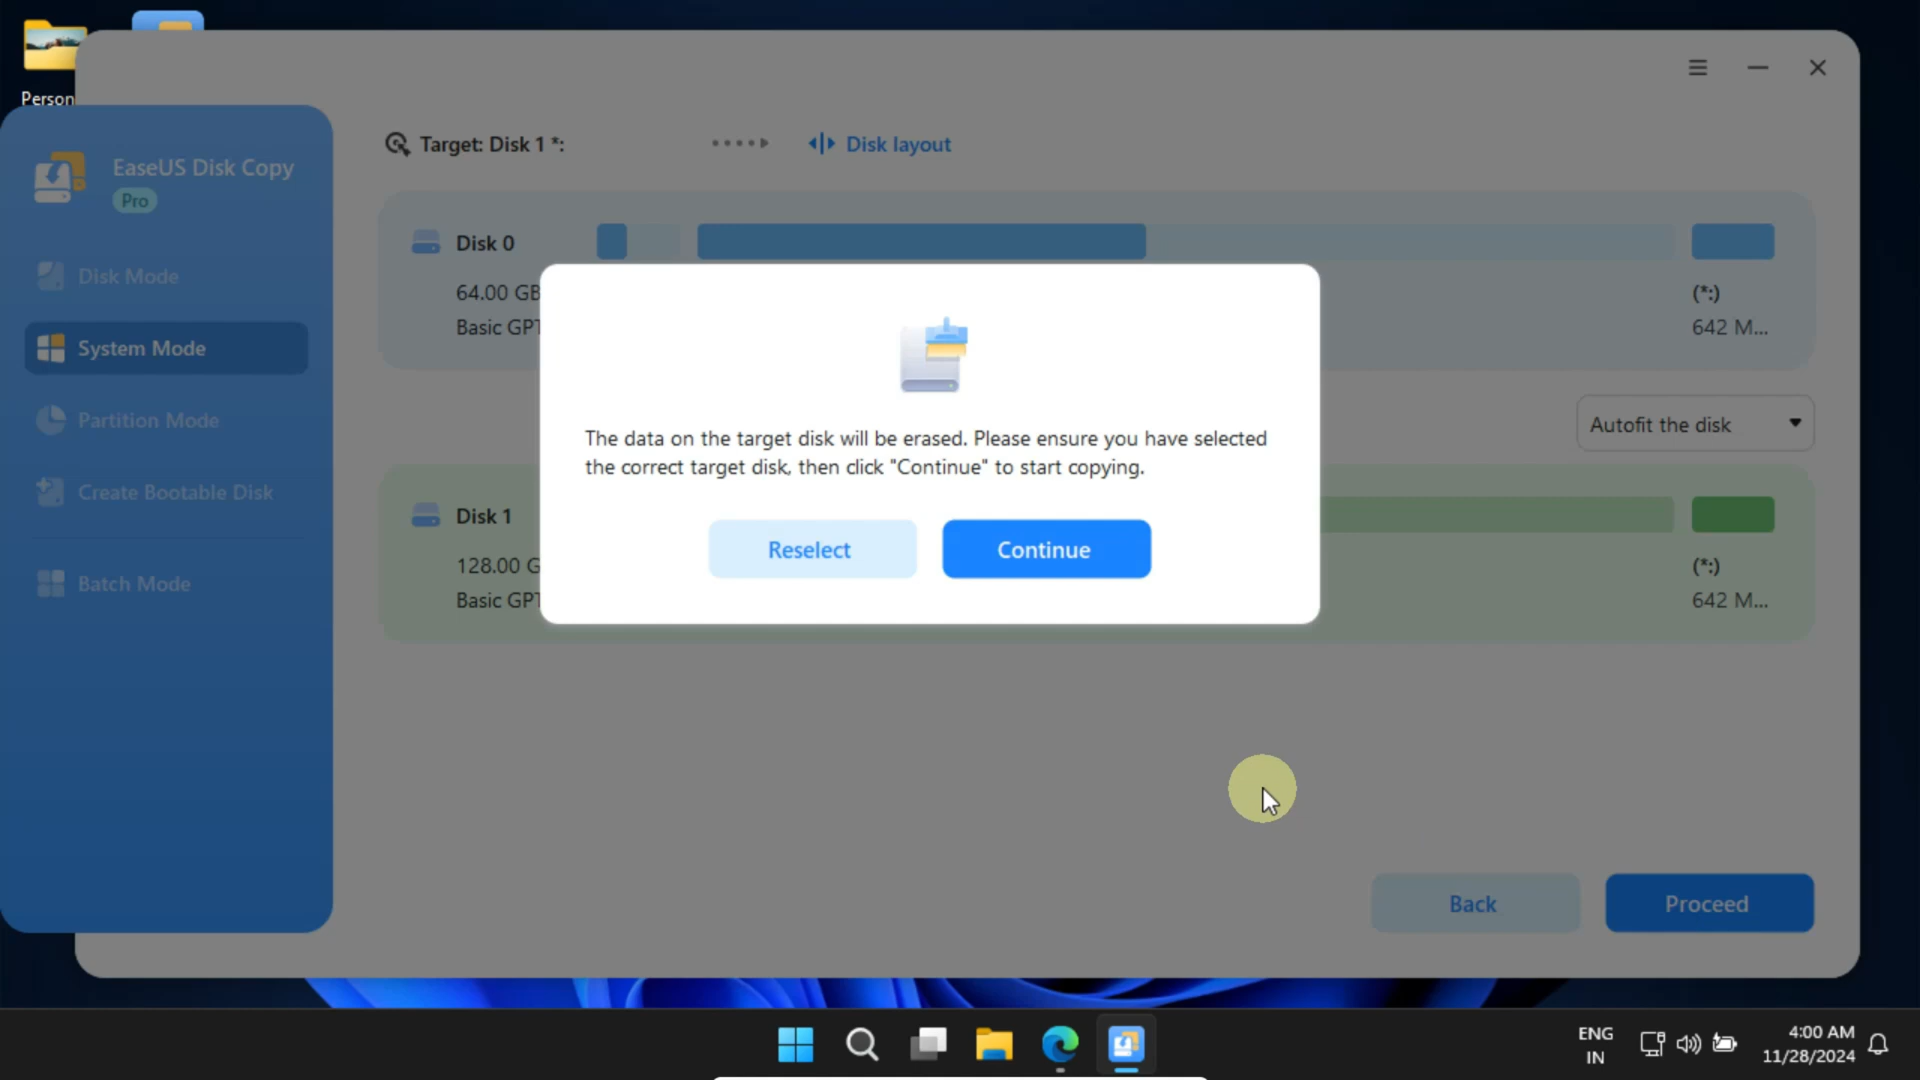 Person
EaseUS Disk Copy
Pro
Disk Mode
System Mode
Partition Mode
Create Bootable Disk
Batch Mode
Target: Disk 1 *:
Disk layout
Disk 0
64.00 GB
Basic GPT
(*:)
642 M...
Autofit the disk
Disk 1
128.00 G
Basic GPT
(*:)
642 M...
The data on the target disk will be erased. Please ensure you have selected
the correct target disk, then click "Continue" to start copying.
Reselect
Continue
Back
Proceed
ENG
IN
4:00 AM
11/28/2024